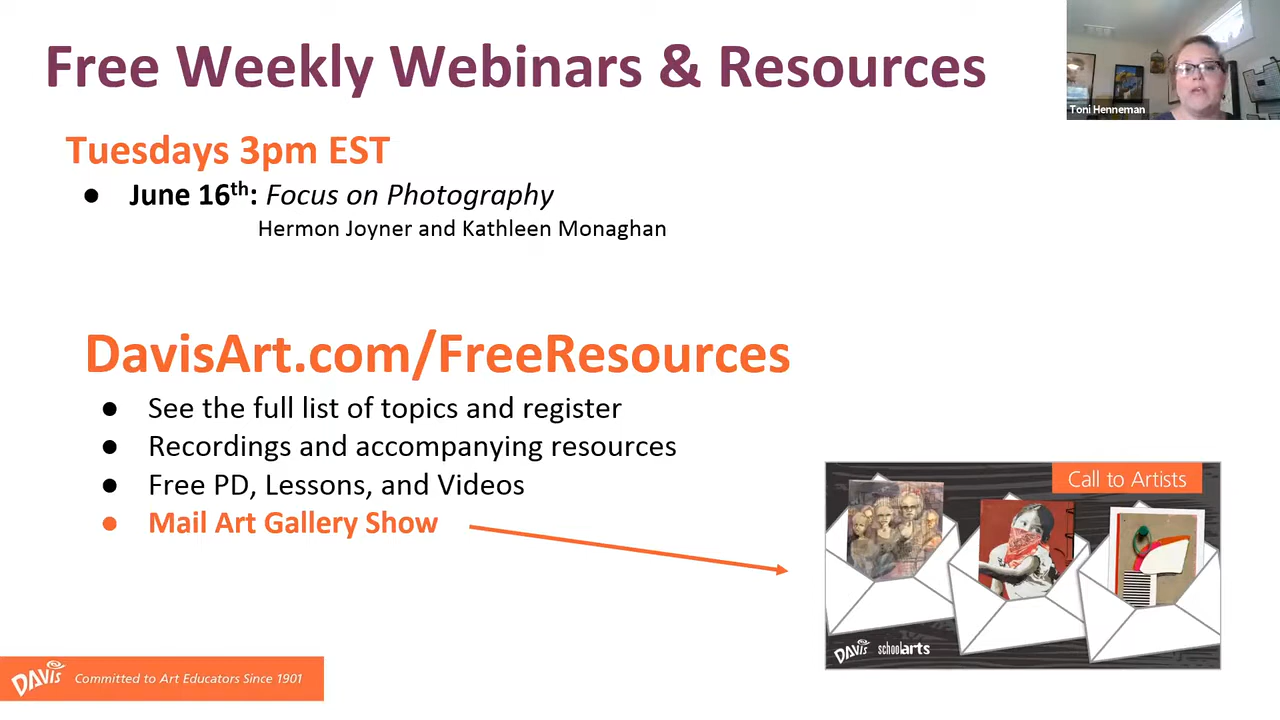 Free Weekly Webinars & Resources
Toni Henneman
Tuesdays 3pm EST
● June 16th: Focus on Photography
Hermon Joyner and Kathleen Monaghan
DavisArt.com/FreeResources
● See the full list of topics and register
● Recordings and accompanying resources
● Free PD, Lessons, and Videos
● Mail Art Gallery Show
Call to Artists
DAVIS schoolarts
DAVIS Committed to Art Educators Since 1901